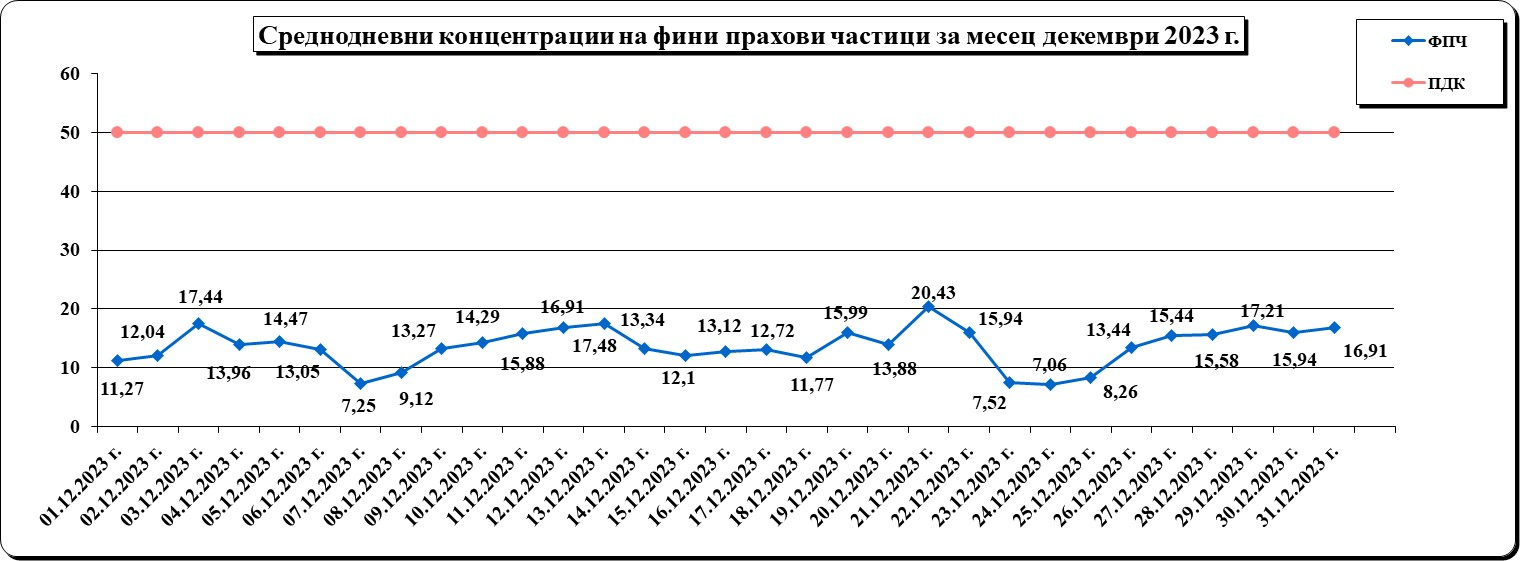 Среднодневни концентрации на фини прахови частици за месец декември 2023 г.
ФПЧ
ПДК
60
50
40
30
20
10
0
11,27
12,04
17,44
13,96
14,47
13,05
7,25
9,12
13,27
14,29
15,88
16,91
17,48
13,34
12,1
13,12
12,72
11,77
15,99
13,88
20,43
15,94
7,52
7,06
8,26
13,44
15,44
15,58
17,21
15,94
16,91
01.12.2023 г.
02.12.2023 г.
03.12.2023 г.
04.12.2023 г.
05.12.2023 г.
06.12.2023 г.
07.12.2023 г.
08.12.2023 г.
09.12.2023 г.
10.12.2023 г.
11.12.2023 г.
12.12.2023 г.
13.12.2023 г.
14.12.2023 г.
15.12.2023 г.
16.12.2023 г.
17.12.2023 г.
18.12.2023 г.
19.12.2023 г.
20.12.2023 г.
21.12.2023 г.
22.12.2023 г.
23.12.2023 г.
24.12.2023 г.
25.12.2023 г.
26.12.2023 г.
27.12.2023 г.
28.12.2023 г.
29.12.2023 г.
30.12.2023 г.
31.12.2023 г.